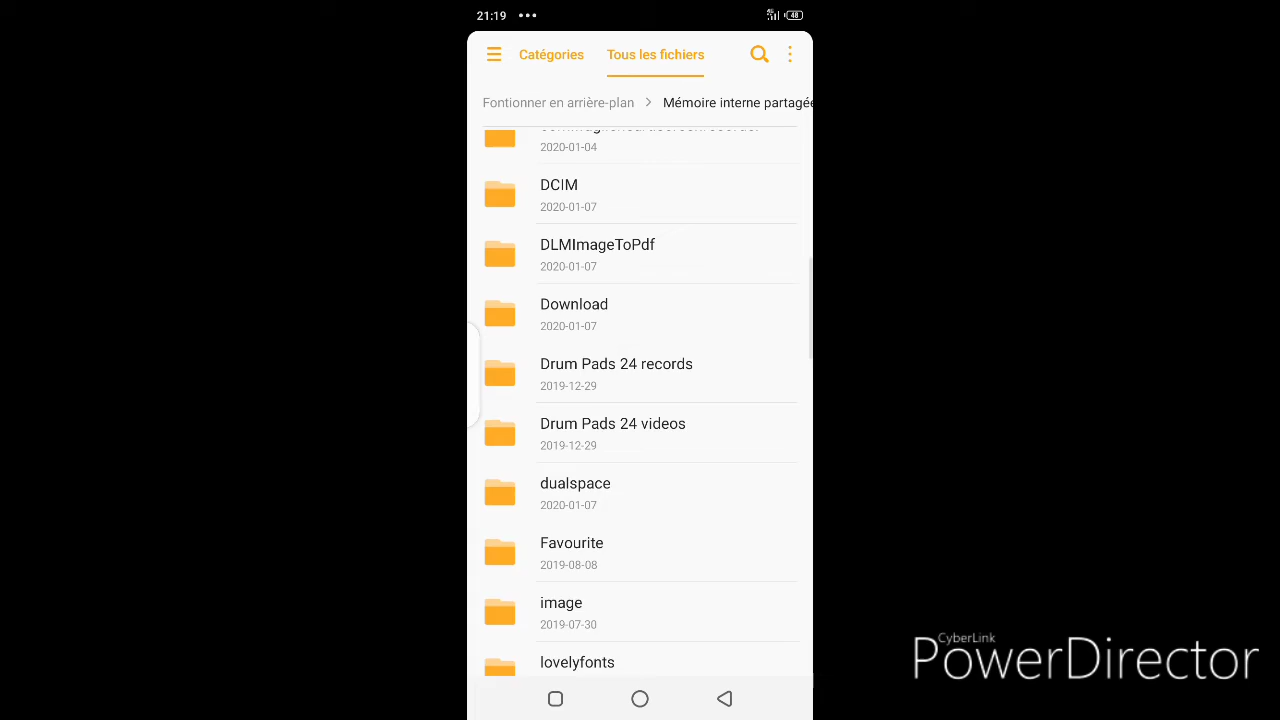 21:19
48
Catégories Tous les fichiers
Fontionner en arrière-plan > Mémoire interne partagée
2020-01-04
DCIM
2020-01-07
DLMImageToPdf
2020-01-07
Download
2020-01-07
Drum Pads 24 records
2019-12-29
Drum Pads 24 videos
2019-12-29
dualspace
2020-01-07
Favourite
2019-08-08
image
2019-07-30
lovelyfonts
CyberLink
PowerDirector